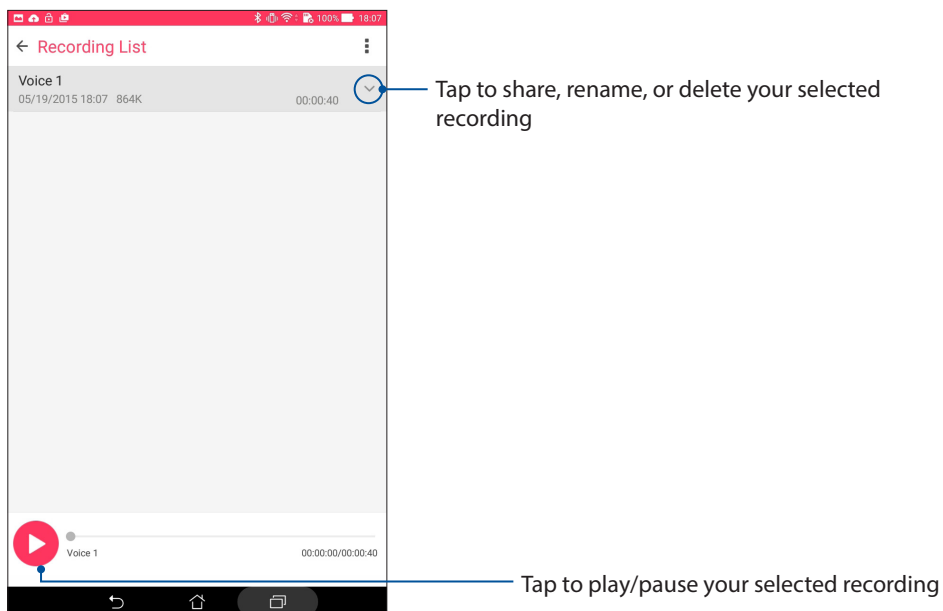 100% 18:07
Recording List
Voice 1
05/19/2015 18:07 864K 00:00:40
Tap to share, rename, or delete your selected
recording
Voice 1 00:00:00/00:00:40
Tap to play/pause your selected recording